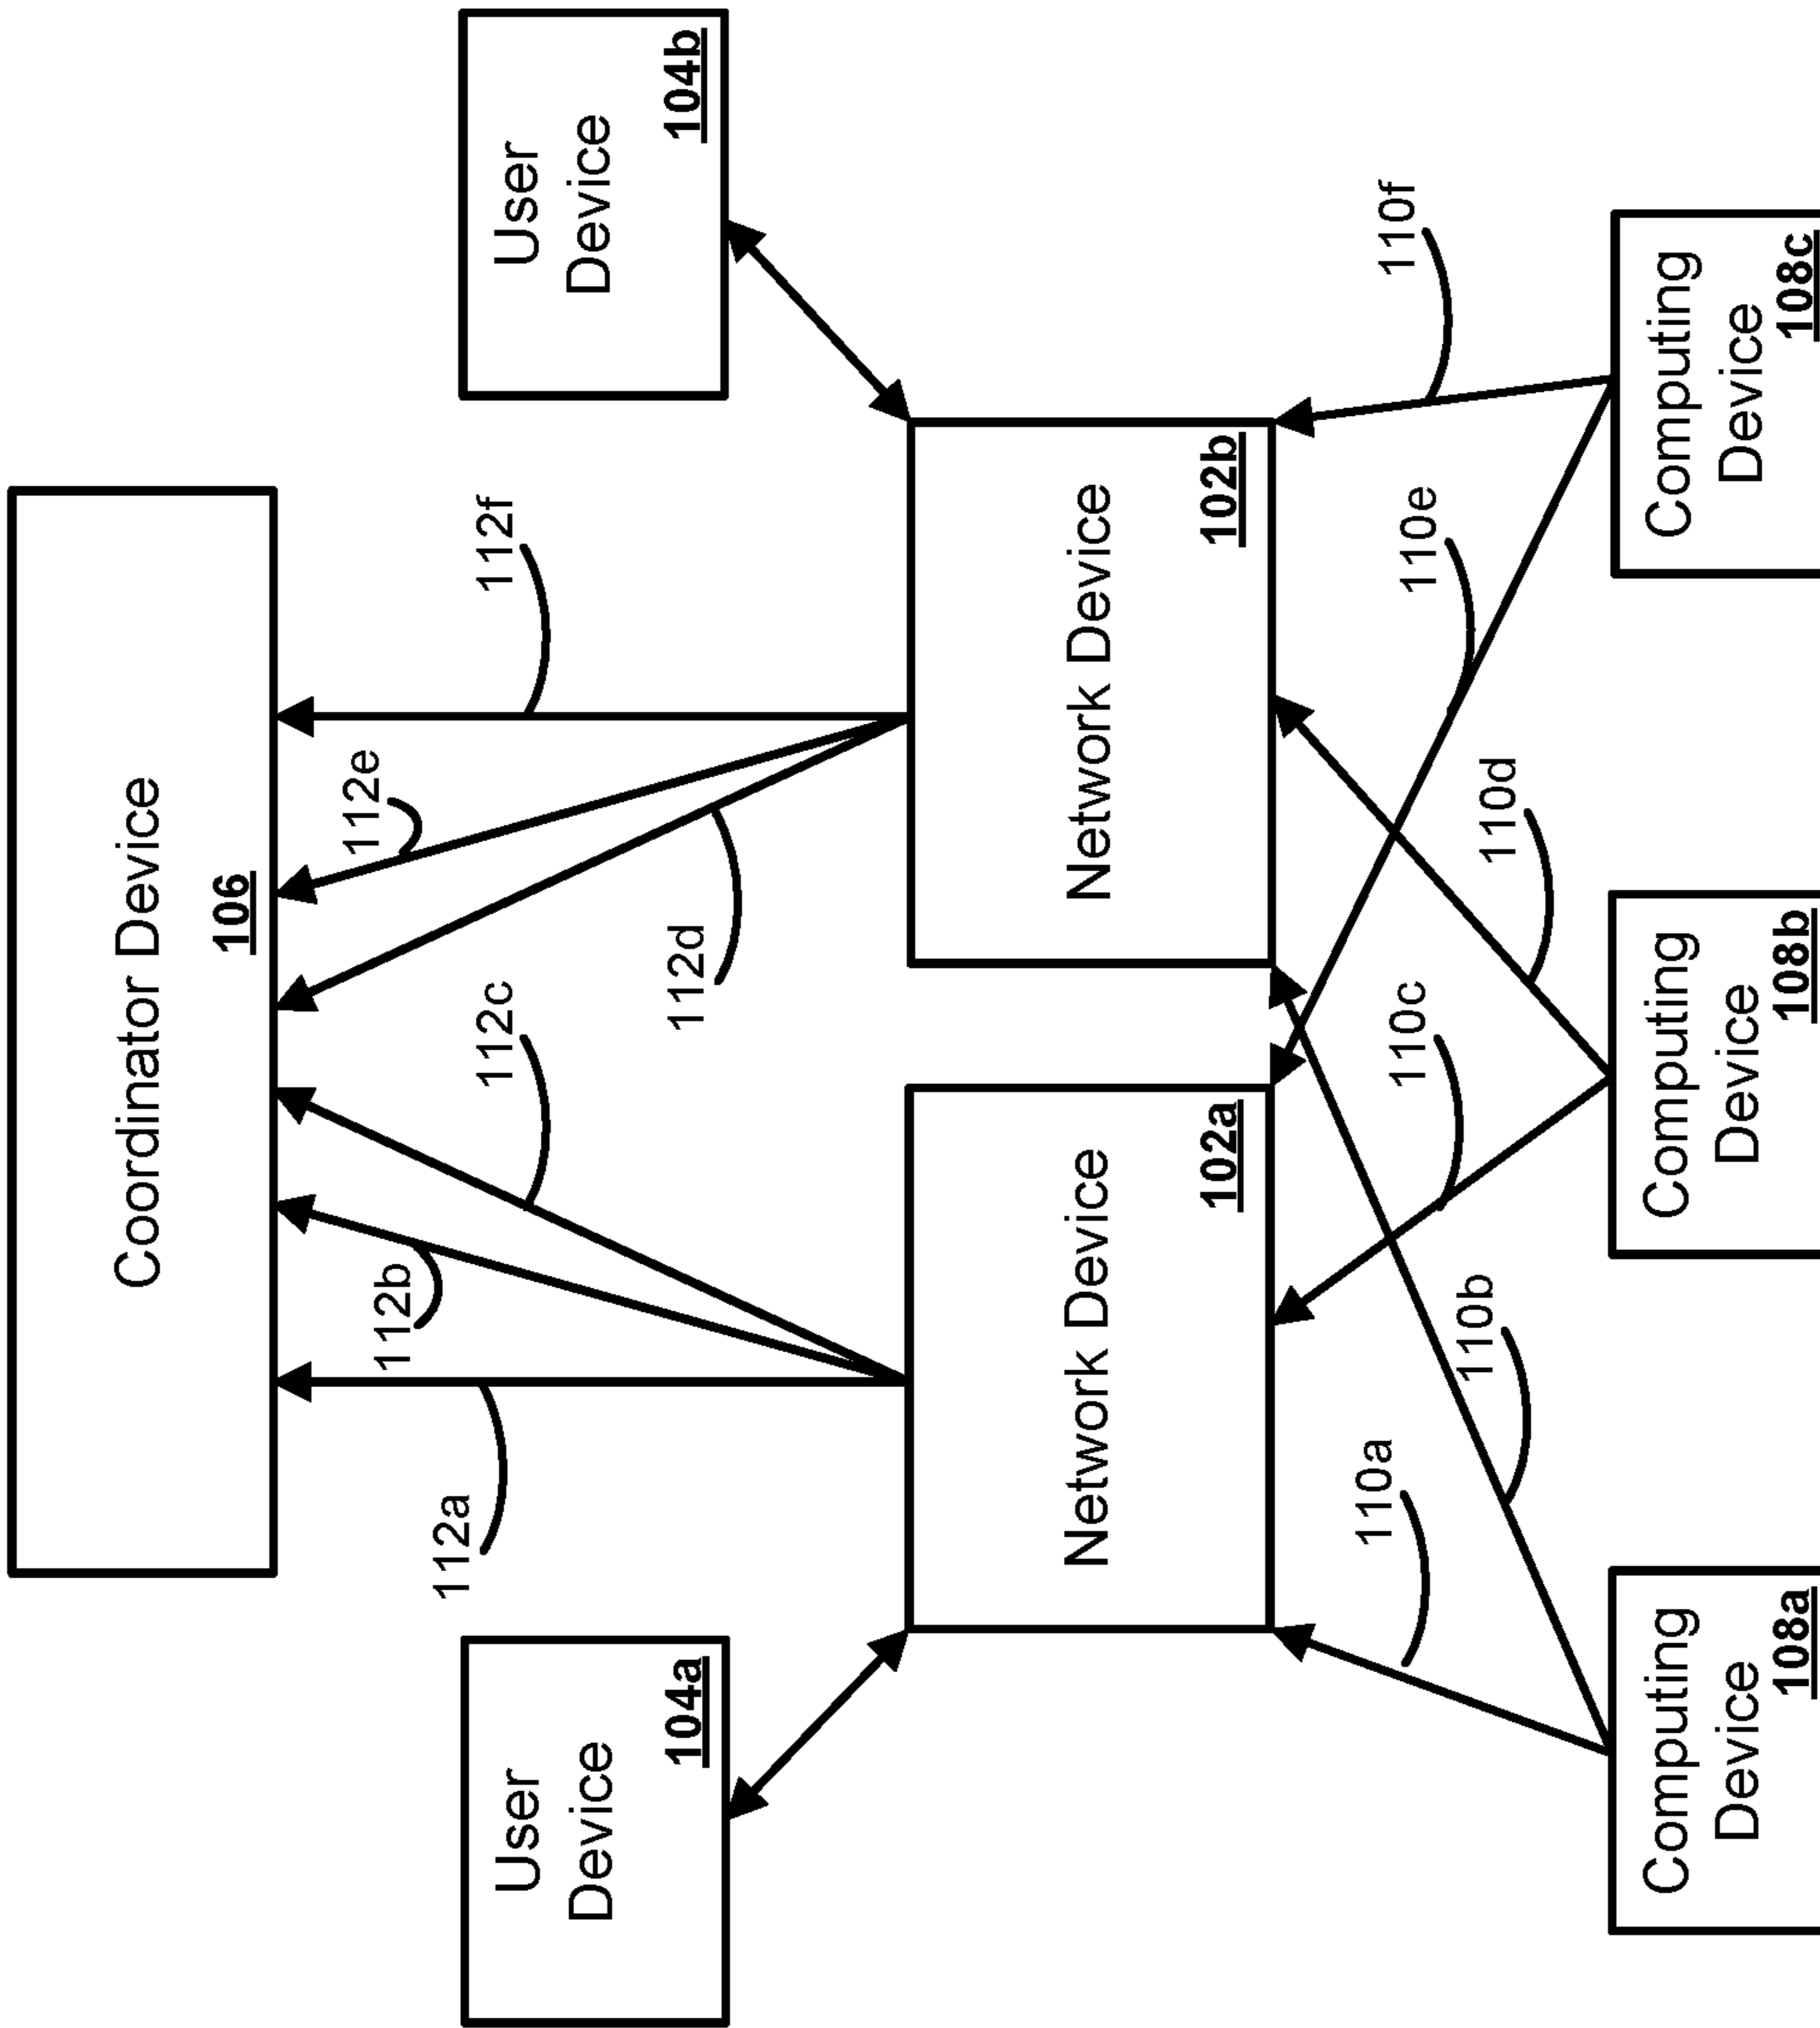 Coordinator Device
106
User
Device
104a
112a
112b
112c
112d
112e
112f
User
Device
104b
Network Device
102a
Network Device
102b
110a
110b
110c
110d
110e
110f
Computing
Device
108a
Computing
Device
108b
Computing
Device
108c